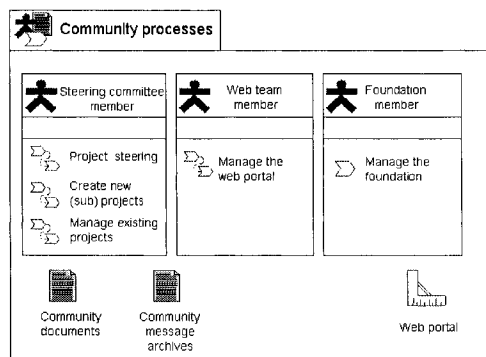 Community processes
Steering committee
member
Web team
member
Foundation
member
Project steering
Create new
(sub) projects
Manage existing
projects
Manage the
web portal
Manage the
foundation
Community
documents
Community
message
archives
Web portal